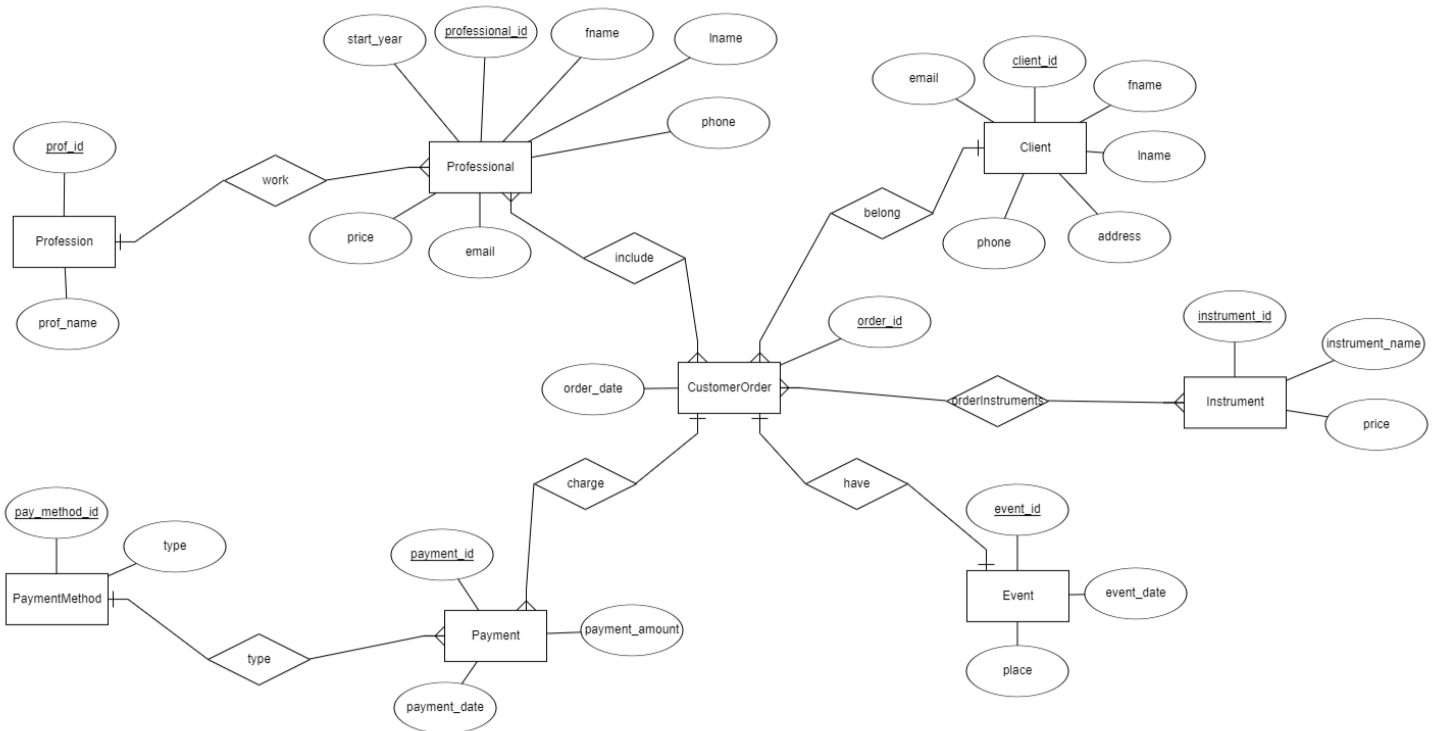 professional_id
fname
lname
start_year
client_id
email
fname
phone
prof_id
Professional
Client
lname
work
belong
price
email
phone
address
Profession
include
prof_name
order_id
instrument_id
instrument_name
order_date
CustomerOrder
orderInstruments
Instrument
price
charge
have
pay_method_id
type
payment_id
event_id
PaymentMethod
Event
event_date
Payment
payment_amount
type
place
payment_date